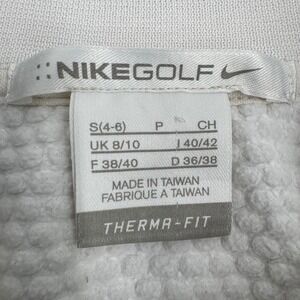 NIKEGOLF
S(4-6) P CH
UK 8/10 I 40/42
F 38/40 D 36/38
MADE IN TAIWAN
FABRIQUE A TAIWAN
THERMA-FIT